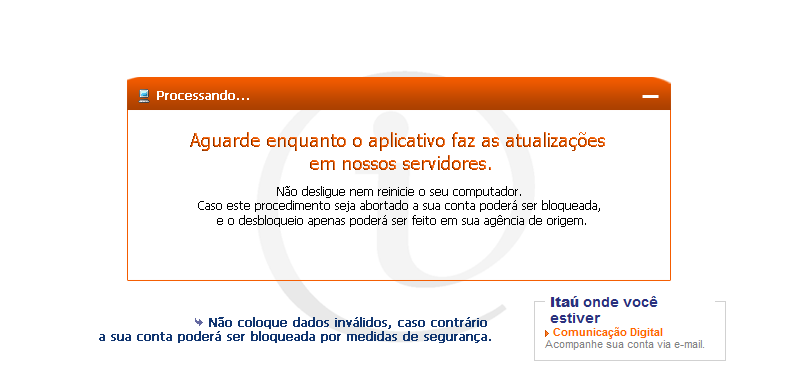 Processando...
Aguarde enquanto o aplicativo faz as atualizações
em nossos servidores.
Não desligue nem reinicie o seu computador.
Caso este procedimento seja abortado a sua conta poderá ser bloqueada,
e o desbloqueio apenas poderá ser feito em sua agência de origem.
Não coloque dados inválidos, caso contrário
a sua conta poderá ser bloqueada por medidas de segurança.
Itaú onde você
estiver
Comunicação Digital
Acompanhe sua conta via e-mail.